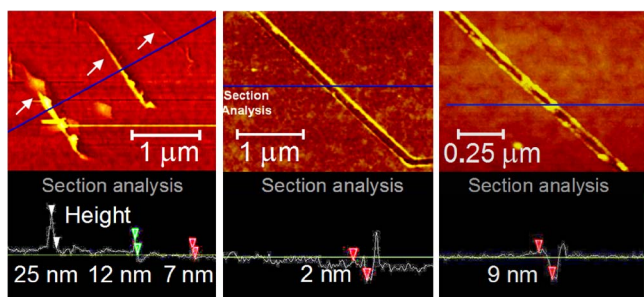 1 μm
Section analysis
Height
25 nm 12 nm 7 nm
Section
Analysis
1 μm
Section analysis
2 nm
0.25 μm
Section analysis
9 nm